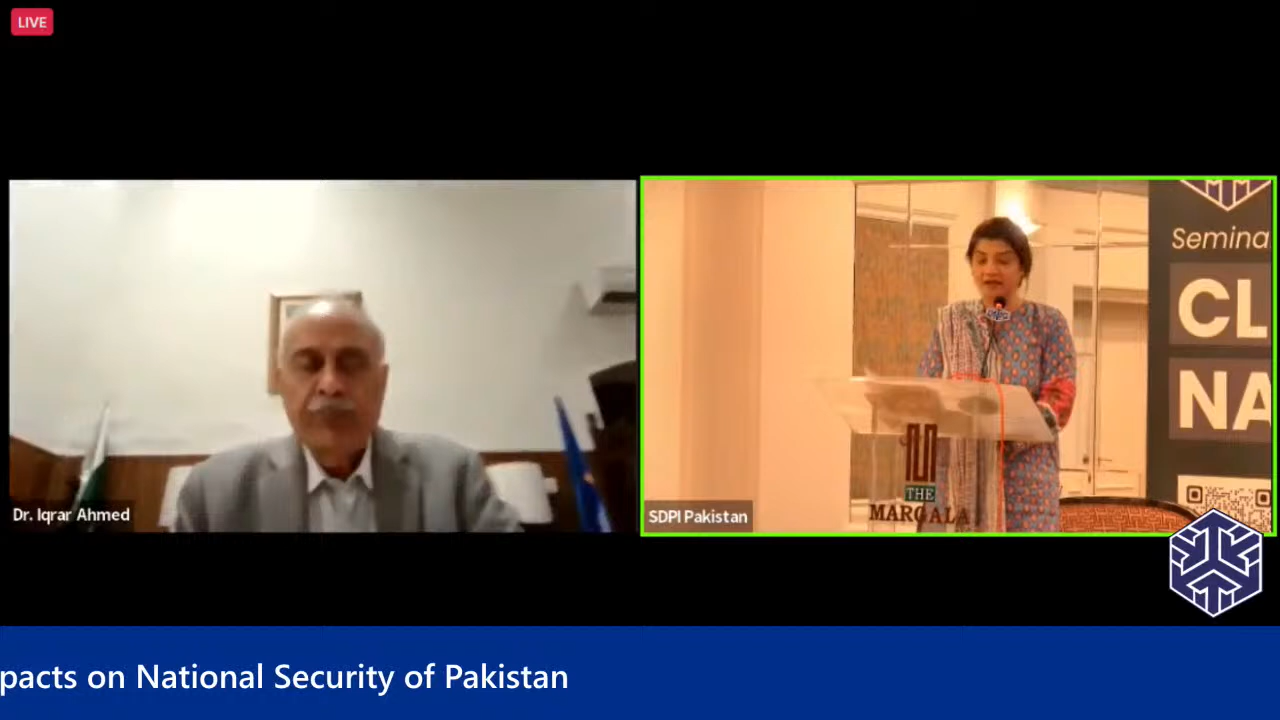 LIVE
Semina
CL
NA
Dr. Iqrar Ahmed
SDPI Pakistan
THE
MARGALA
pacts on National Security of Pakistan